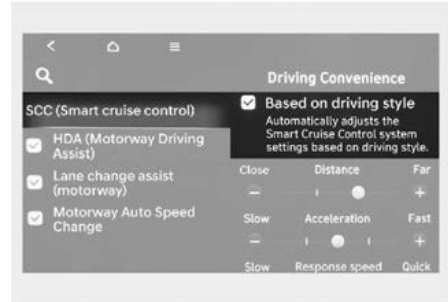 Driving Convenience
SCC (Smart cruise control)
HDA (Motorway Driving
Assist)
Lane change assist
(motorway)
Motorway Auto Speed
Change
Based on driving style
Automatically adjusts the
Smart Cruise Control system
settings based on driving style.
Close Distance Far
Slow Acceleration Fast
Slow Response speed Quick